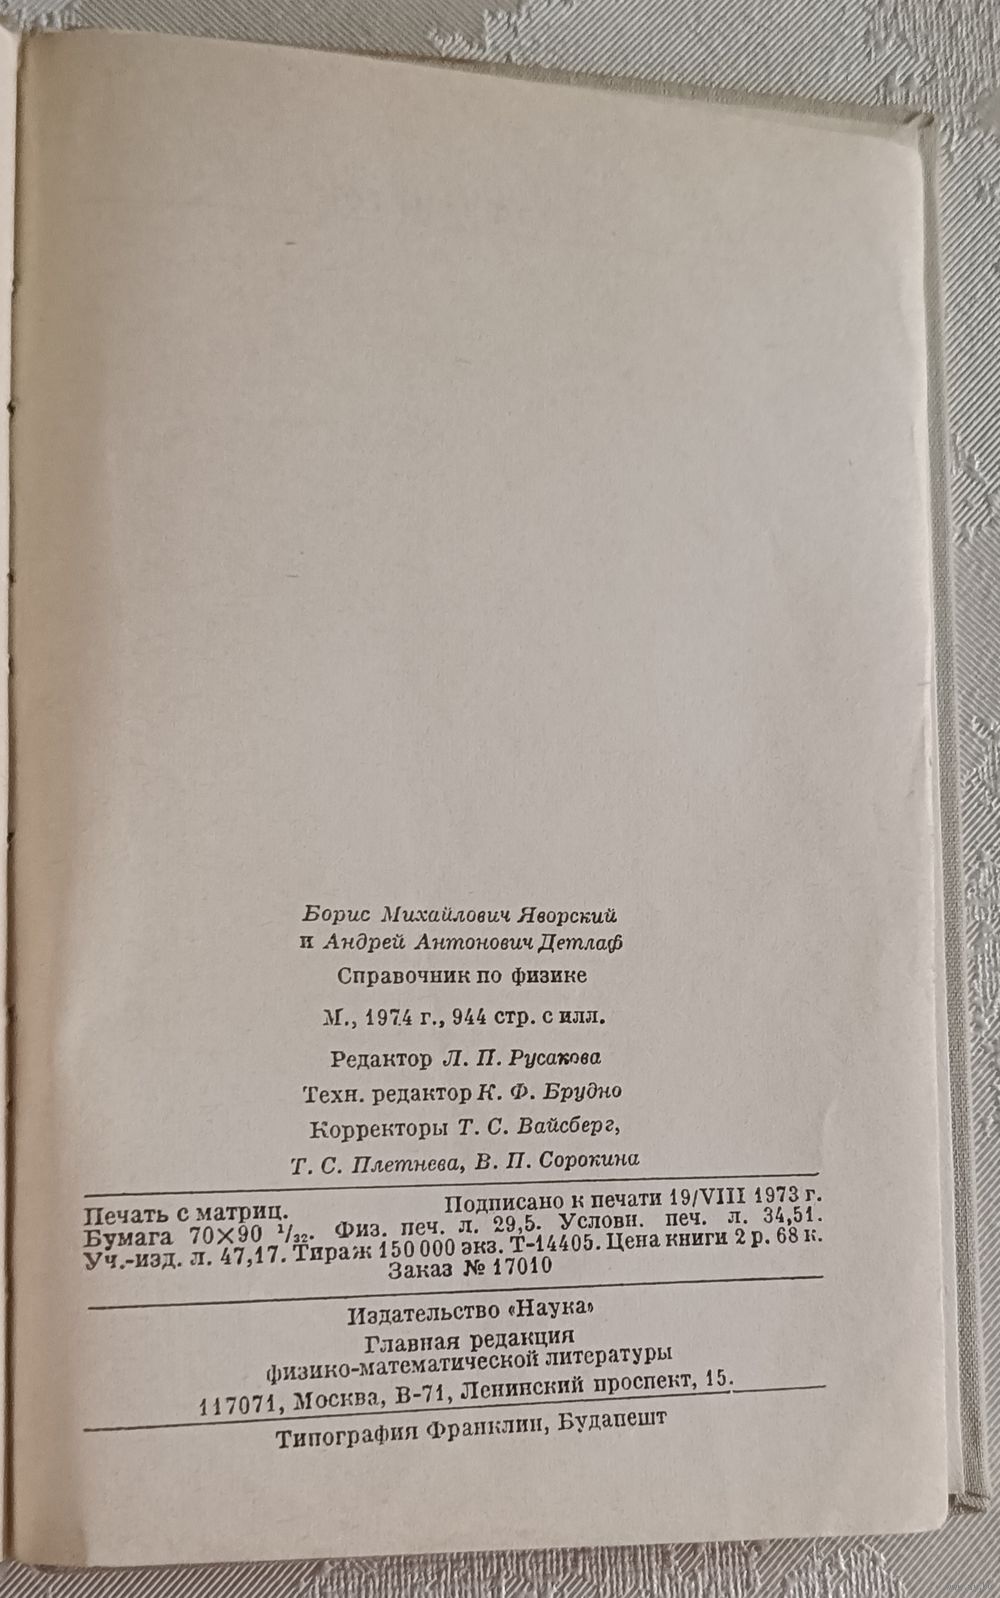 Борис Михайлович Яворский
и Андрей Антонович Детлаф
Справочник по физике
М., 1974 г., 944 стр. с илл.
Редактор Л. П. Русакова
Техн. редактор К. Ф. Брудно
Корректоры Т. С. Вайсберг,
Т. С. Плетнева, В. П. Сорокина
Печать с матриц. Подписано к печати 19/VIII 1973 г.
Бумага 70×90 1/32. Физ. печ. л. 29,5. Условн. печ. л. 34,51.
Уч.-изд. л. 47,17. Тираж 150 000 экз. Т-14405. Цена книги 2 р. 68 к.
Заказ № 17010
Издательство «Наука»
Главная редакция
физико-математической литературы
117071, Москва, В-71, Ленинский проспект, 15.
Типография Франклин, Будапешт